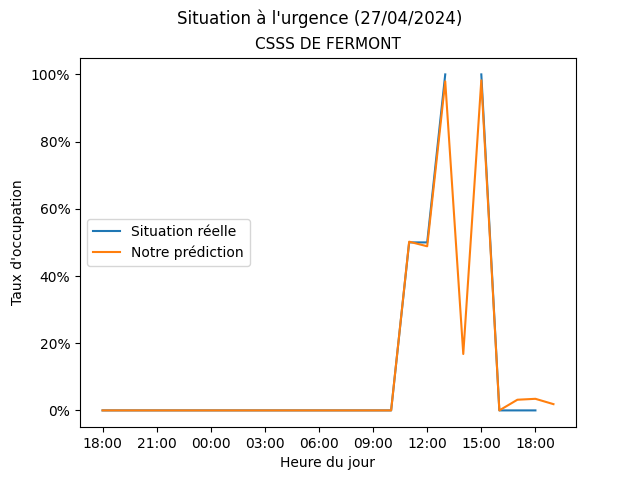 Situation à l'urgence (27/04/2024)
CSSS DE FERMONT
100%
80%
60%
40%
20%
0%
Taux d'occupation
Situation réelle
Notre prédiction
18:00 21:00 00:00 03:00 06:00 09:00 12:00 15:00 18:00
Heure du jour